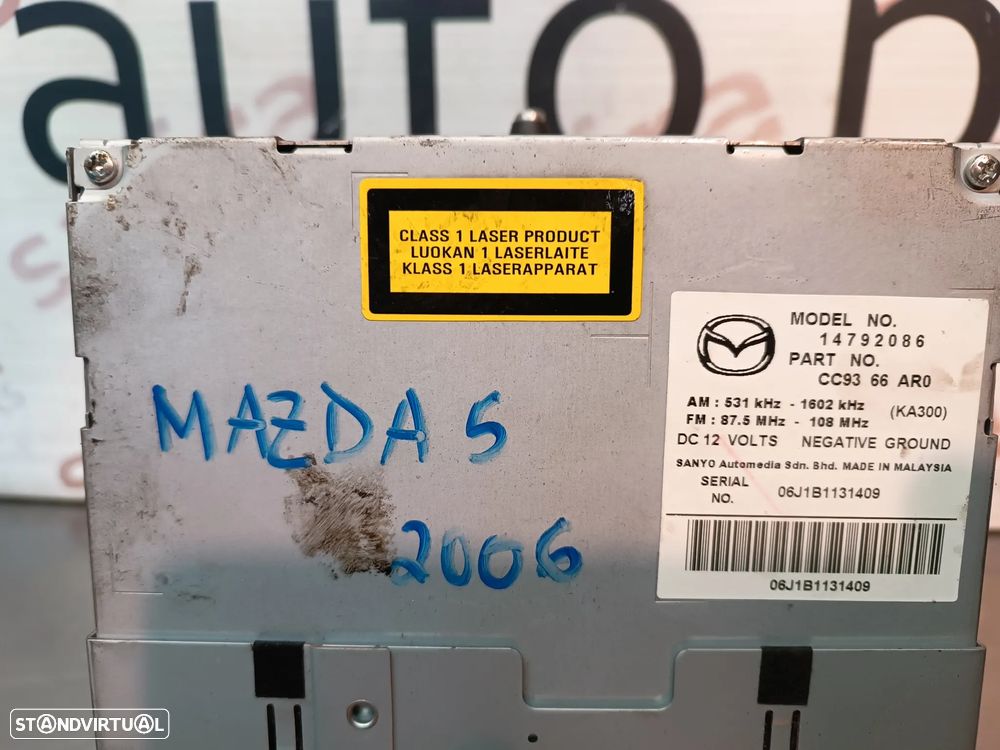 auto n
CLASS 1 LASER PRODUCT
LUOKAN 1 LASERLAITE
KLASS 1 LASERAPPARAT
MODEL NO.
14792086
PART NO.
CC93 66 AR0
AM : 531 kHz - 1602 kHz
(KA300)
FM : 87.5 MHz - 108 MHz
DC 12 VOLTS NEGATIVE GROUND
SANYO Automedia Sdn. Bhd. MADE IN MALAYSIA
SERIAL NO.
06J1B1131409
06J1B1131409
MAZDA 5
2006
STANDVIRTUAL